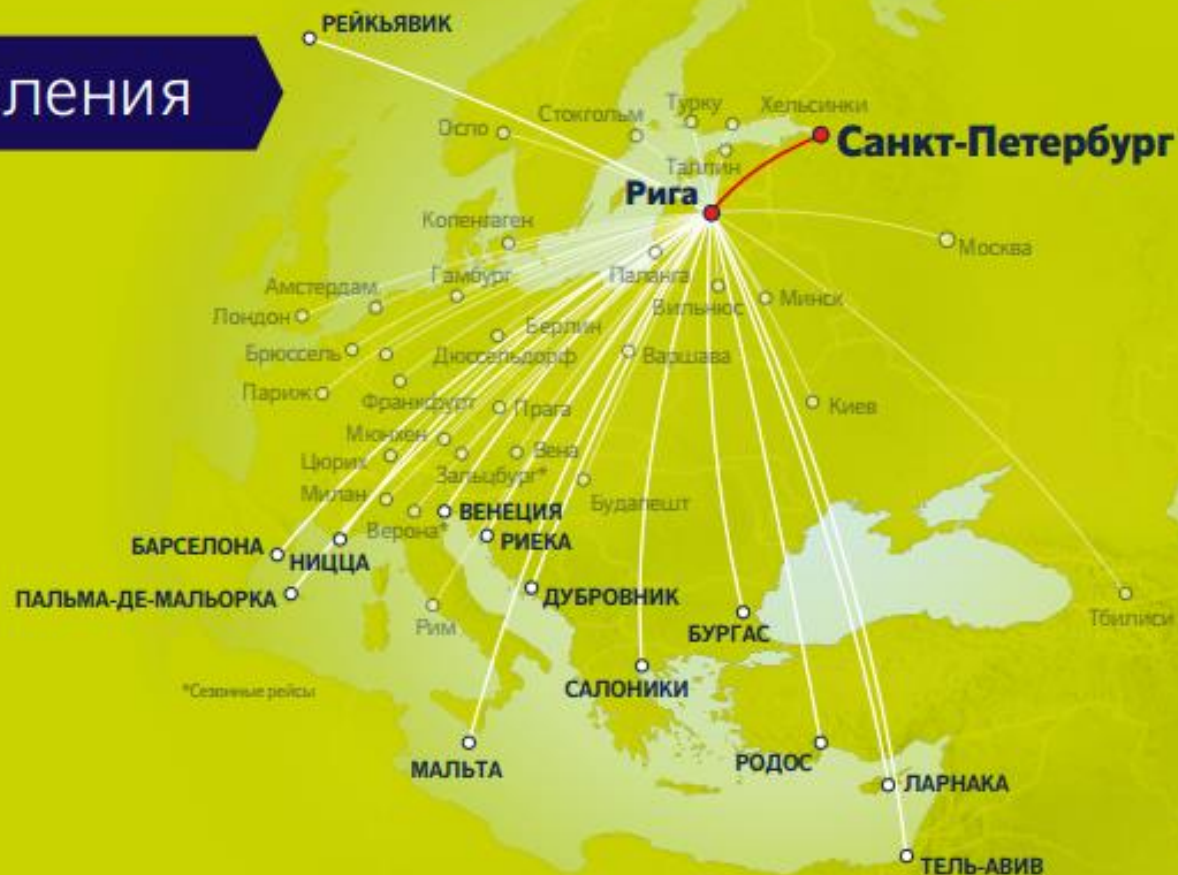 РЕЙКЬЯВИК
ления
Турку
Хельсинки
Стокгольм
Осло
Санкт-Петербург
Таллин
Рига
Копенгаген
Москва
Гамбург
Паланга
Амстердам
Вильнюс
Минск
Лондон
Берлин
Брюссель
Дюссельдорф
Варшава
Париж
Франкфурт
Прага
Киев
Мюнхен
Цюрих
Зальцбург*
Вена
Милан
Будапешт
Верона*
ВЕНЕЦИЯ
РИЕКА
БАРСЕЛОНА
НИЦЦА
ПАЛЬМА-ДЕ-МАЛЬОРКА
ДУБРОВНИК
Рим
БУРГАС
Тбилиси
*Сезонные рейсы
САЛОНИКИ
МАЛЬТА
РОДОС
ЛАРНАКА
ТЕЛЬ-АВИВ